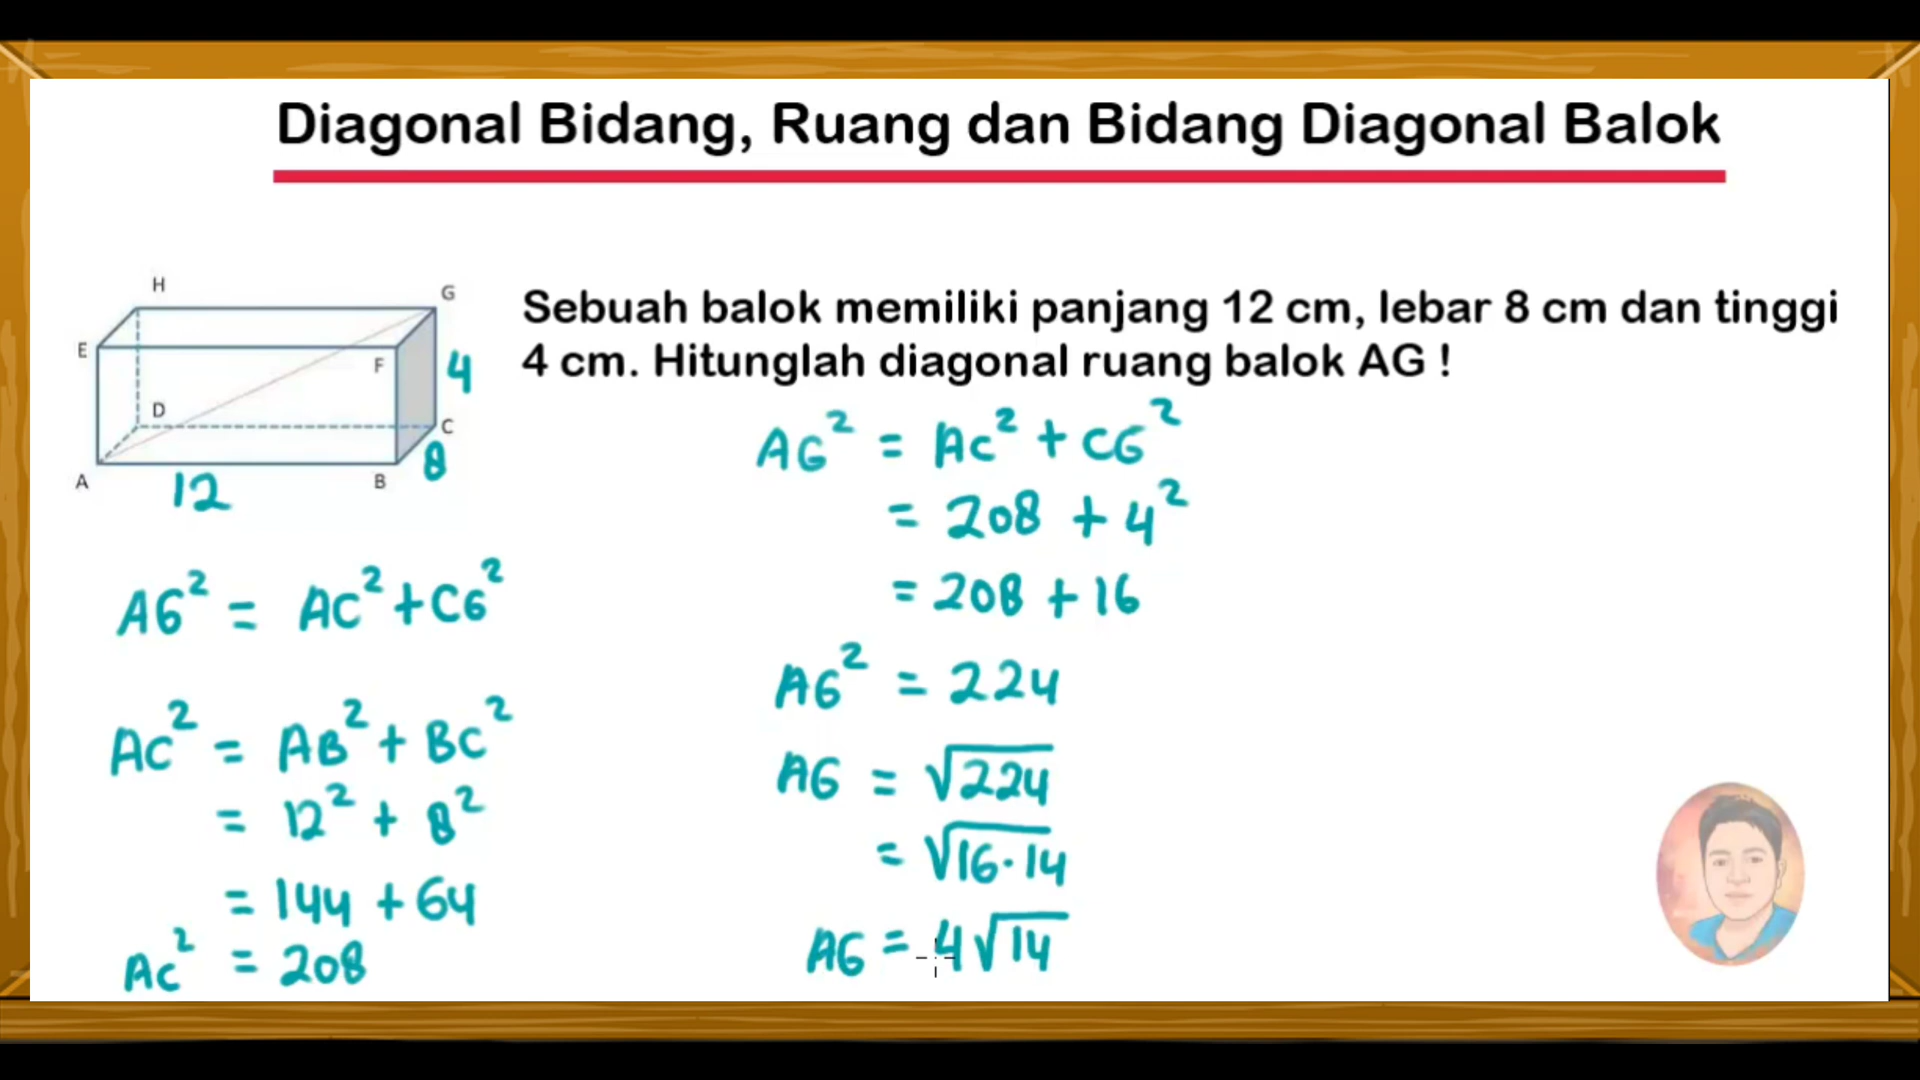 Diagonal Bidang, Ruang dan Bidang Diagonal Balok
H
G
E
F
4
D
C
8
A
B
12
Sebuah balok memiliki panjang 12 cm, lebar 8 cm dan tinggi
4 cm. Hitunglah diagonal ruang balok AG !
AG² = AC² + CG²
AC² = AB² + BC²
= 12² + 8²
= 144 + 64
AC² = 208
AG² = AC² + CG²
= 208 + 4²
= 208 + 16
AG² = 224
AG = √224
= √16·14
AG = 4√14